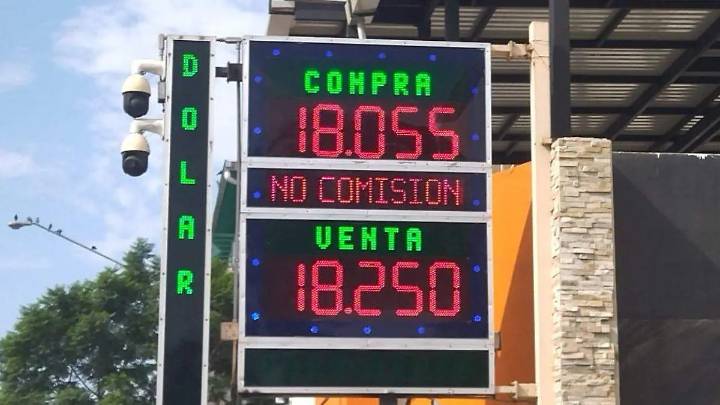 DOLAR
COMPRA
18.055
NO COMISION
VENTA
18.250